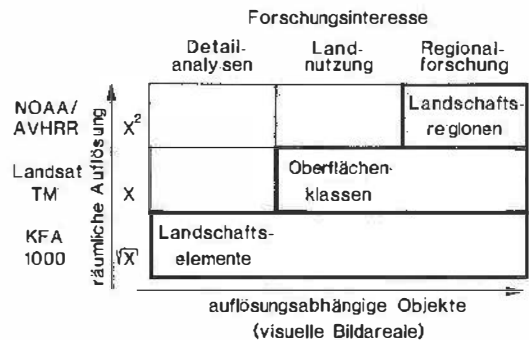 Forschungsinteresse
Detail- Land- Regional-
analysen nutzung forschung
NOAA/
AVHRR
X²
Landschafts-
regionen
Landsat
TM
X
Oberflächen-
klassen
KFA
1000
√X
Landschafts-
elemente
räumliche Auflösung
auflösungsabhängige Objekte
(visuelle Bildareale)